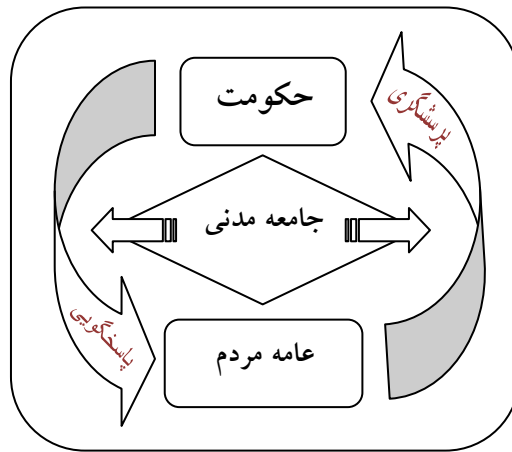 حکومت
پرسشگری
جامعه مدنی
پاسخگویی
عامه مردم